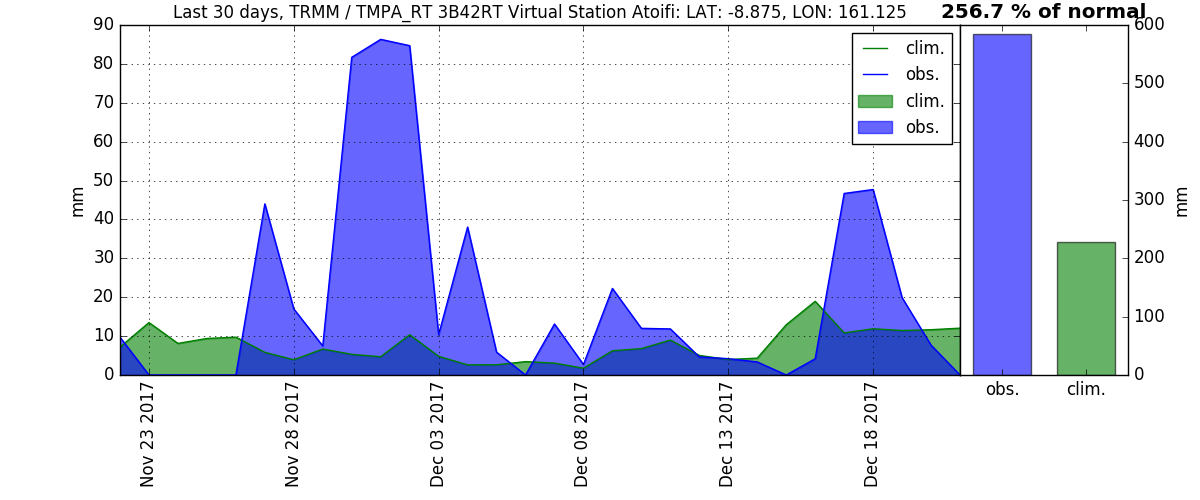 Last 30 days, TRMM / TMPA_RT 3B42RT Virtual Station Atoifi: LAT: -8.875, LON: 161.125
256.7 % of normal
90
80
70
60
50
40
30
20
10
0
mm
clim.
obs.
clim.
obs.
Nov 23 2017
Nov 28 2017
Dec 03 2017
Dec 08 2017
Dec 13 2017
Dec 18 2017
600
500
400
300
200
100
0
mm
obs.
clim.